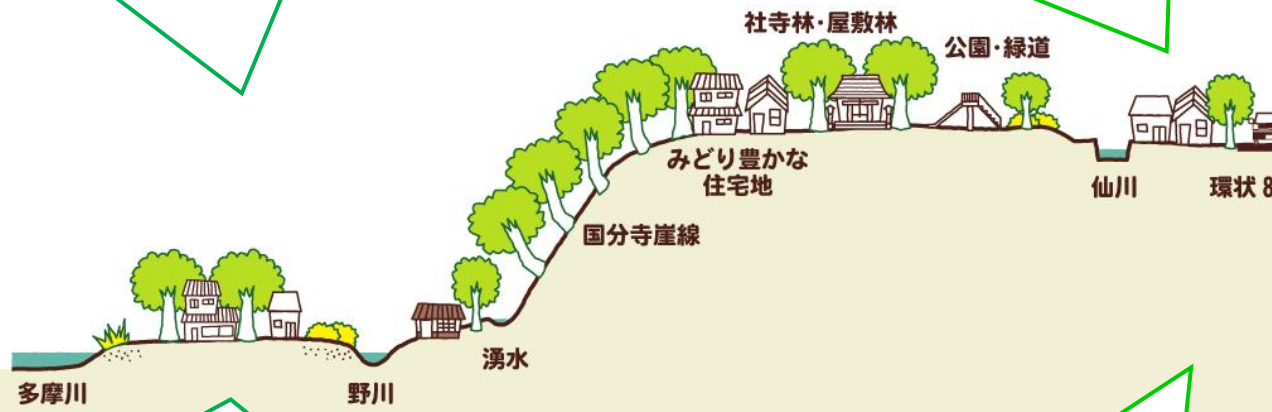 社寺林・屋敷林
公園・緑道
みどり豊かな
住宅地
仙川
環状 8
国分寺崖線
湧水
多摩川
野川